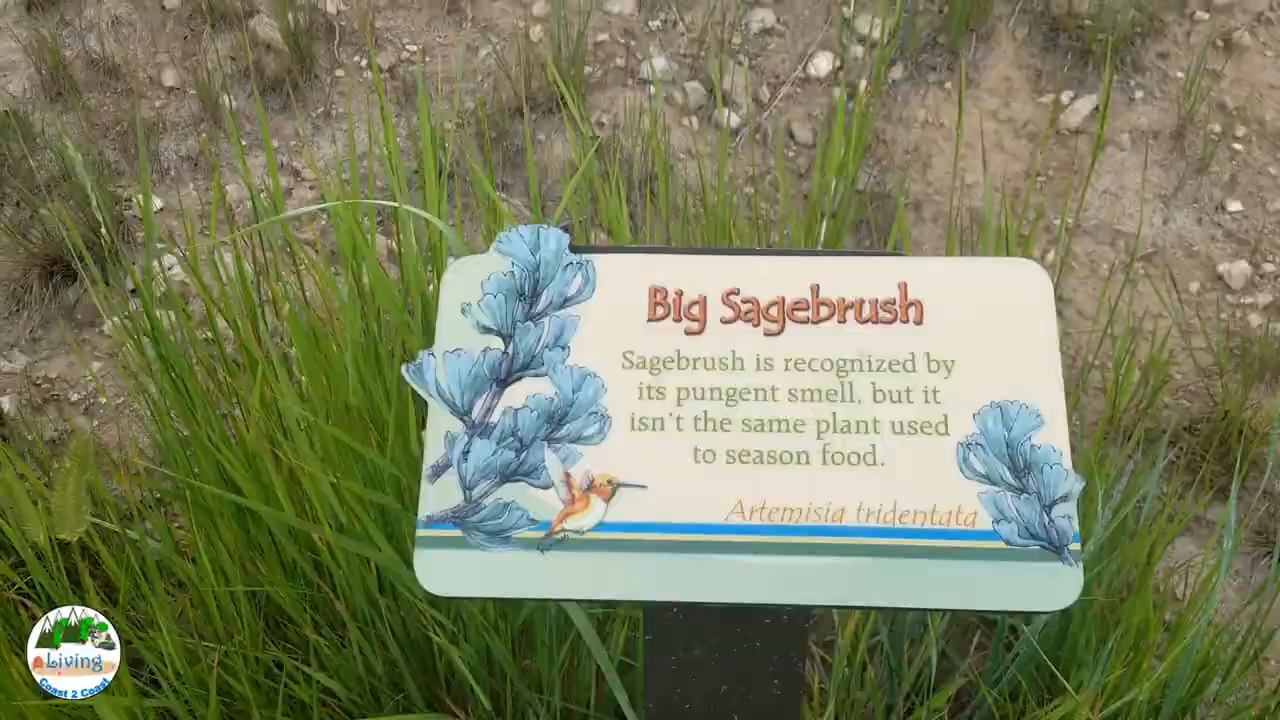 Big Sagebrush
Sagebrush is recognized by
its pungent smell, but it
isn't the same plant used
to season food.
Artemisia tridentata
Living
Coast 2 Coast